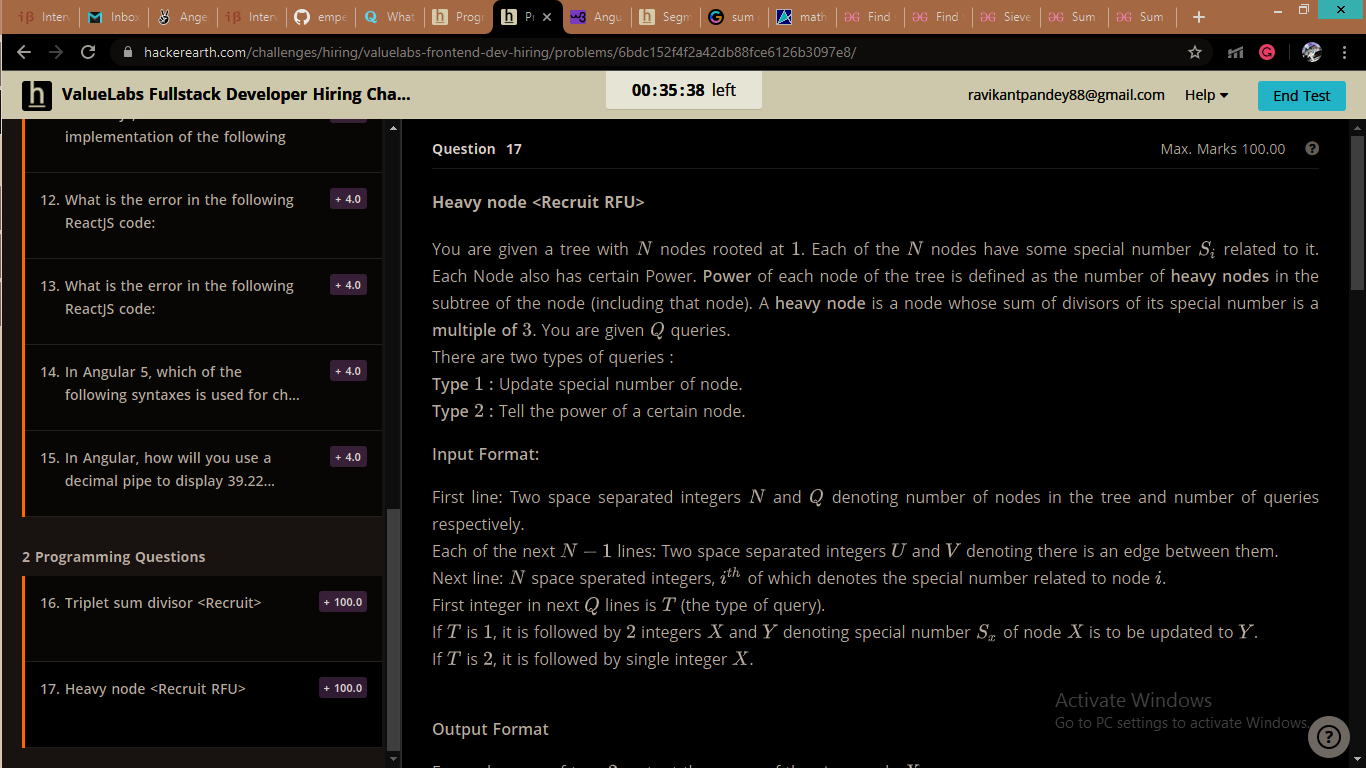 Inter
Inbo
Ange
Inter
empe
What
Progr
Pr
Angu
Segm
sum
math
Find
Find
Sieve
Sum
Sum
hackerearth.com/challenges/hiring/valuelabs-frontend-dev-hiring/problems/6bdc152f4f2a42db88fce6126b3097e8/
h ValueLabs Fullstack Developer Hiring Cha...
00:35:38 left
ravikantpandey88@gmail.com
Help
End Test
implementation of the following
12. What is the error in the following + 4.0
ReactJS code:
13. What is the error in the following + 4.0
ReactJS code:
14. In Angular 5, which of the + 4.0
following syntaxes is used for ch...
15. In Angular, how will you use a + 4.0
decimal pipe to display 39.22...
2 Programming Questions
16. Triplet sum divisor <Recruit> + 100.0
17. Heavy node <Recruit RFU> + 100.0
Question 17
Max. Marks 100.00
Heavy node <Recruit RFU>
You are given a tree with N nodes rooted at 1. Each of the N nodes have some special number Sᵢ related to it.
Each Node also has certain Power. Power of each node of the tree is defined as the number of heavy nodes in the
subtree of the node (including that node). A heavy node is a node whose sum of divisors of its special number is a
multiple of 3. You are given Q queries.
There are two types of queries :
Type 1 : Update special number of node.
Type 2 : Tell the power of a certain node.
Input Format:
First line: Two space separated integers N and Q denoting number of nodes in the tree and number of queries
respectively.
Each of the next N − 1 lines: Two space separated integers U and V denoting there is an edge between them.
Next line: N space sperated integers, iᵗʰ of which denotes the special number related to node i.
First integer in next Q lines is T (the type of query).
If T is 1, it is followed by 2 integers X and Y denoting special number Sₓ of node X is to be updated to Y.
If T is 2, it is followed by single integer X.
Output Format
Activate Windows
Go to PC settings to activate Windows.